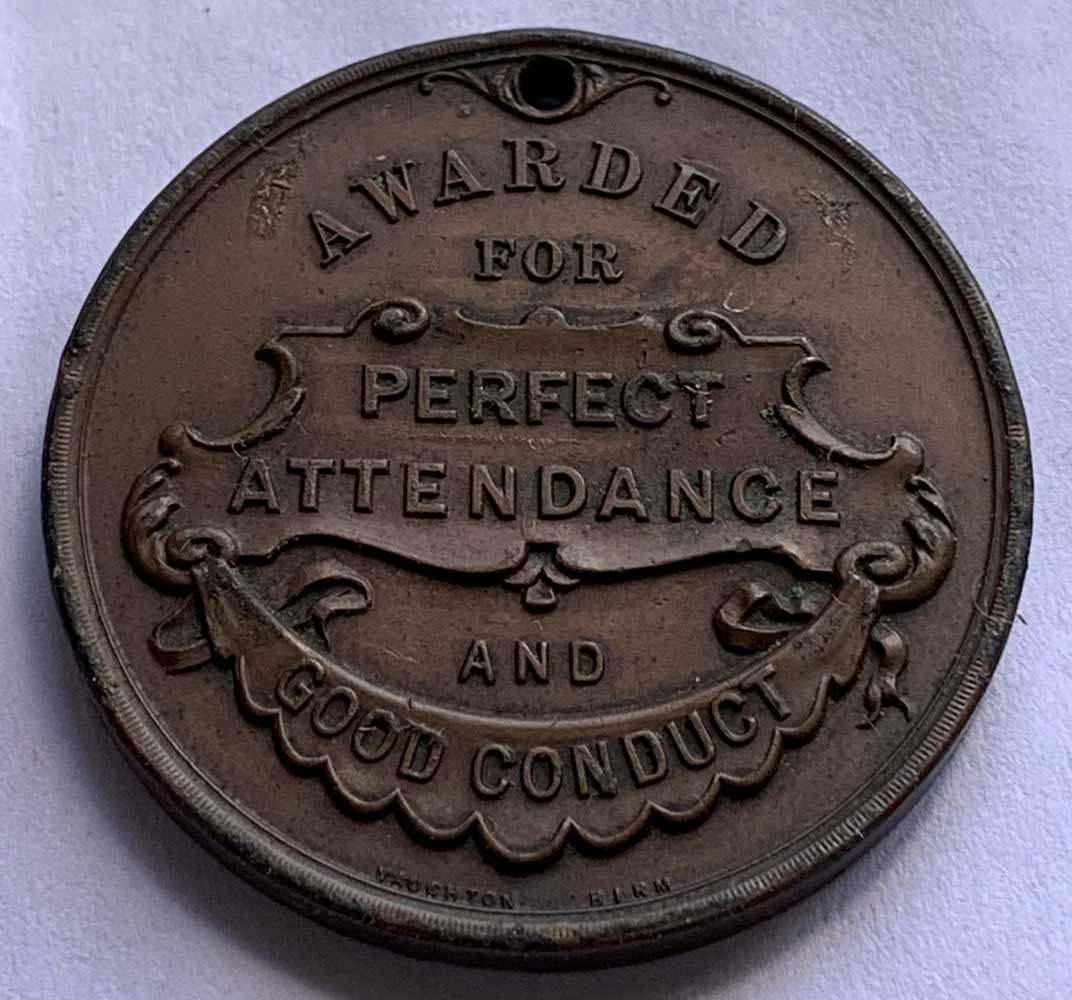 AWARDED
FOR
PERFECT
ATTENDANCE
AND
GOOD CONDUCT
VAUGHTON BIRM